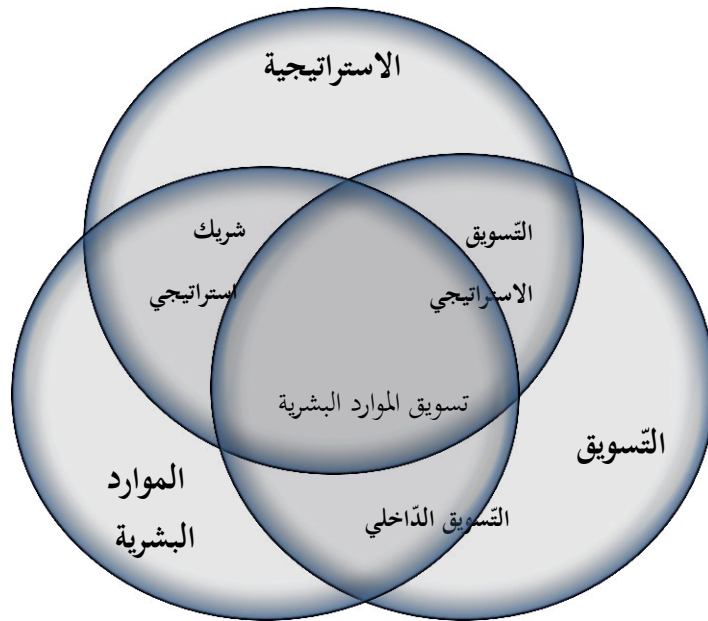 الاستراتيجية
التّسويق
الاستراتيجي
شريك
استراتيجي
تسويق الموارد البشرية
التّسويق
الموارد
البشرية
التّسويق الدّاخلي